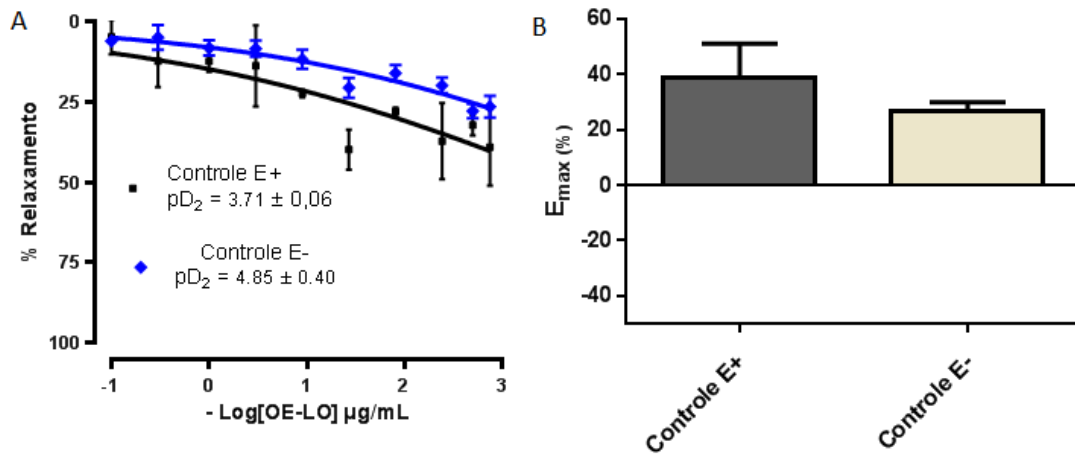 A
0
25
50
75
100
% Relaxamento
Controle E+
pD₂ = 3.71 ± 0,06
Controle E-
pD₂ = 4.85 ± 0.40
-1
0
1
2
3
- Log[OE-LO] µg/mL
B
60
40
20
0
-20
-40
Emax (%)
Controle E+
Controle E-